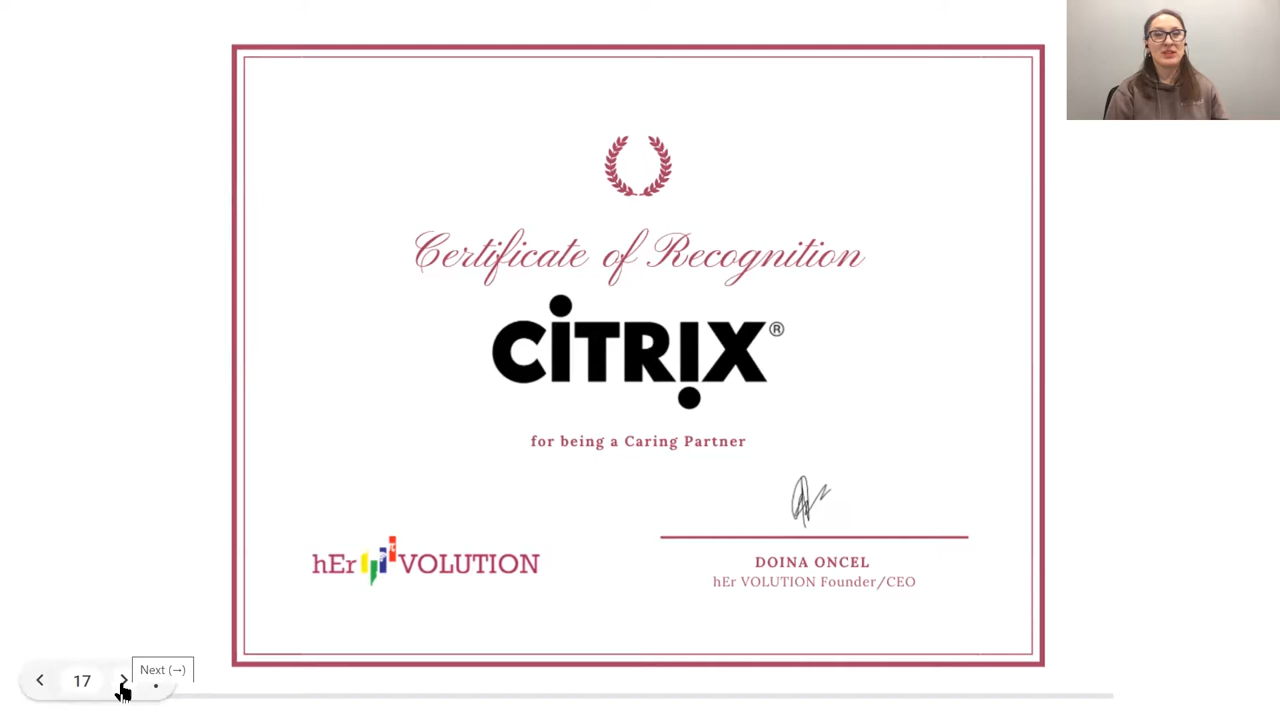 Certificate of Recognition
CiTRIX®
for being a Caring Partner
hEr VOLUTION
DOINA ONCEL
hEr VOLUTION Founder/CEO
17
Next (→)